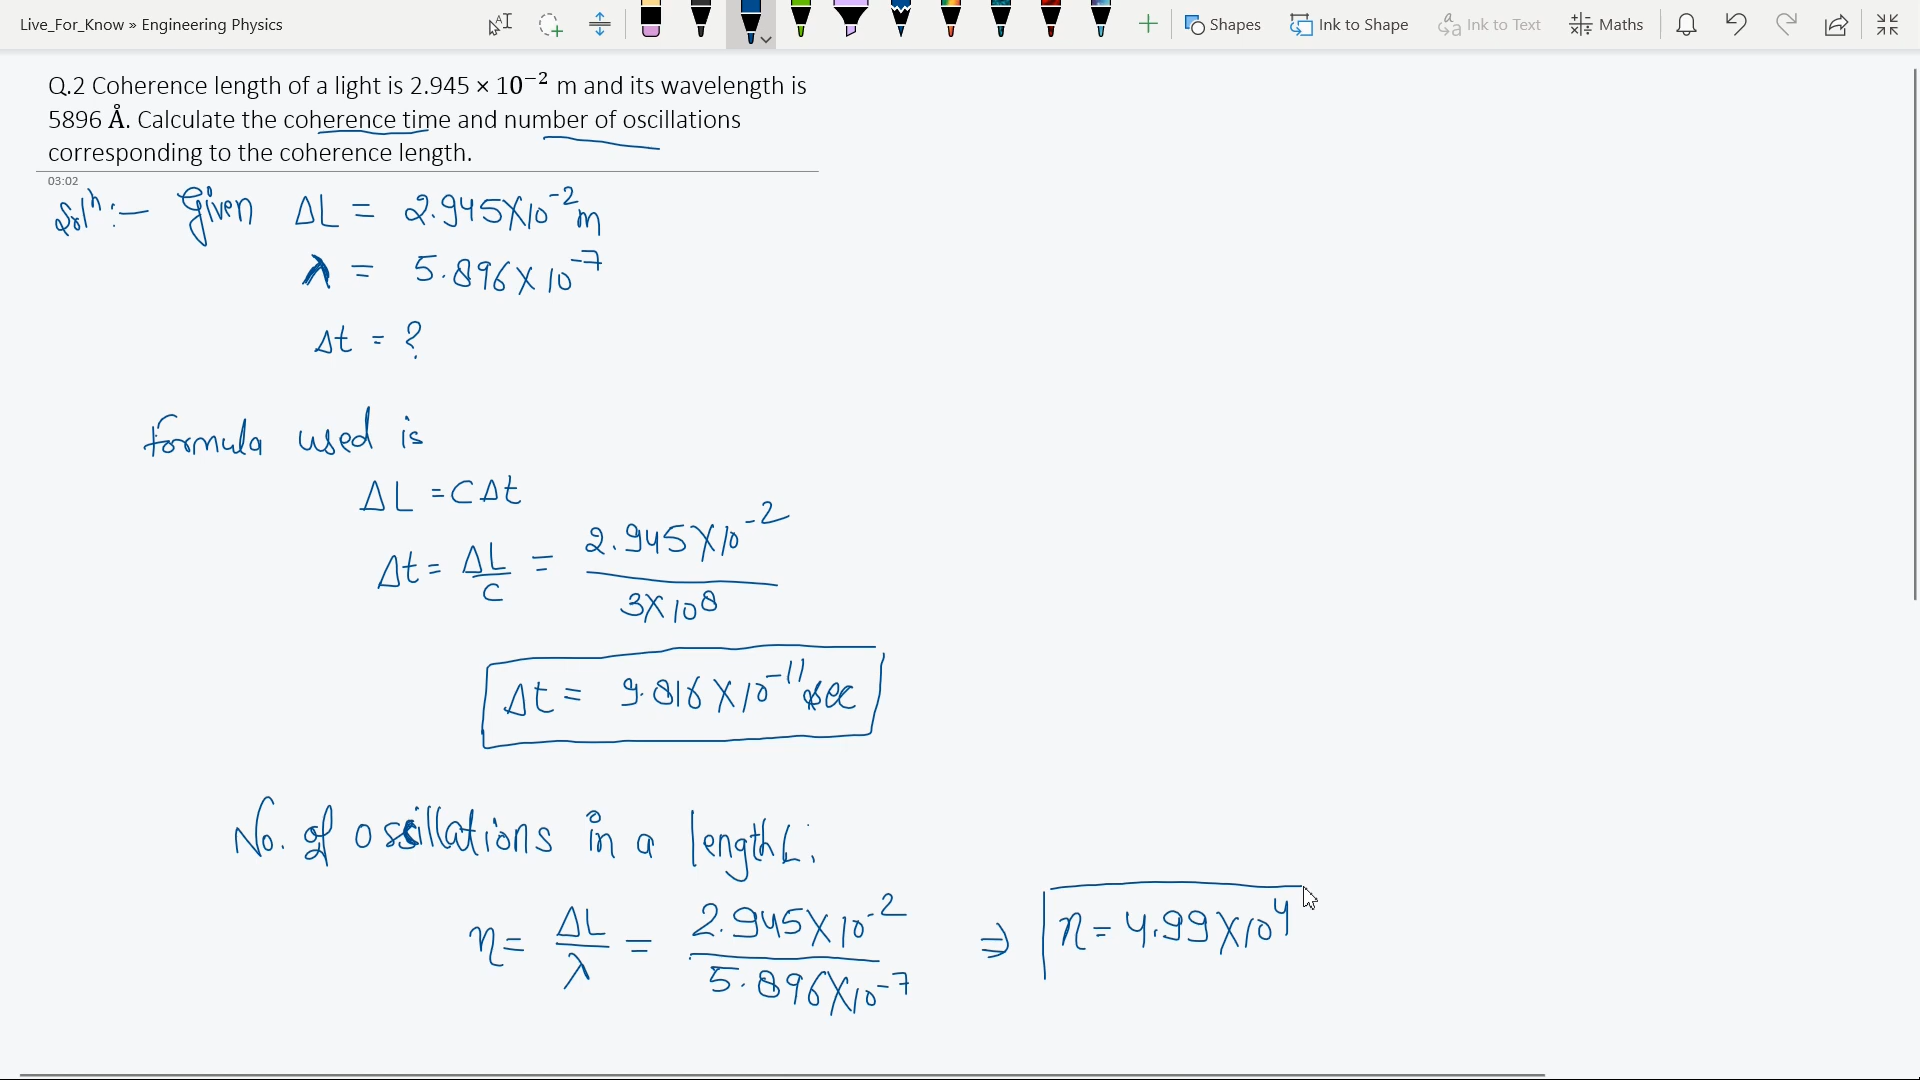 Live_For_Know » Engineering Physics
Shapes
Ink to Shape
Ink to Text
Maths
Q.2 Coherence length of a light is 2.945 × 10⁻² m and its wavelength is
5896 Å. Calculate the coherence time and number of oscillations
corresponding to the coherence length.
03:02
Solⁿ:- Given ΔL = 2.945×10⁻² m
λ = 5.896×10⁻⁷
Δt = ?
Formula used is
ΔL = CΔt
Δt = ΔL/C = 2.945×10⁻² / 3×10⁸
Δt = 9.816×10⁻¹¹ sec
No. of oscillations in a length L:
n = ΔL/λ = 2.945×10⁻² / 5.896×10⁻⁷ ⇒ n = 4.99×10⁴